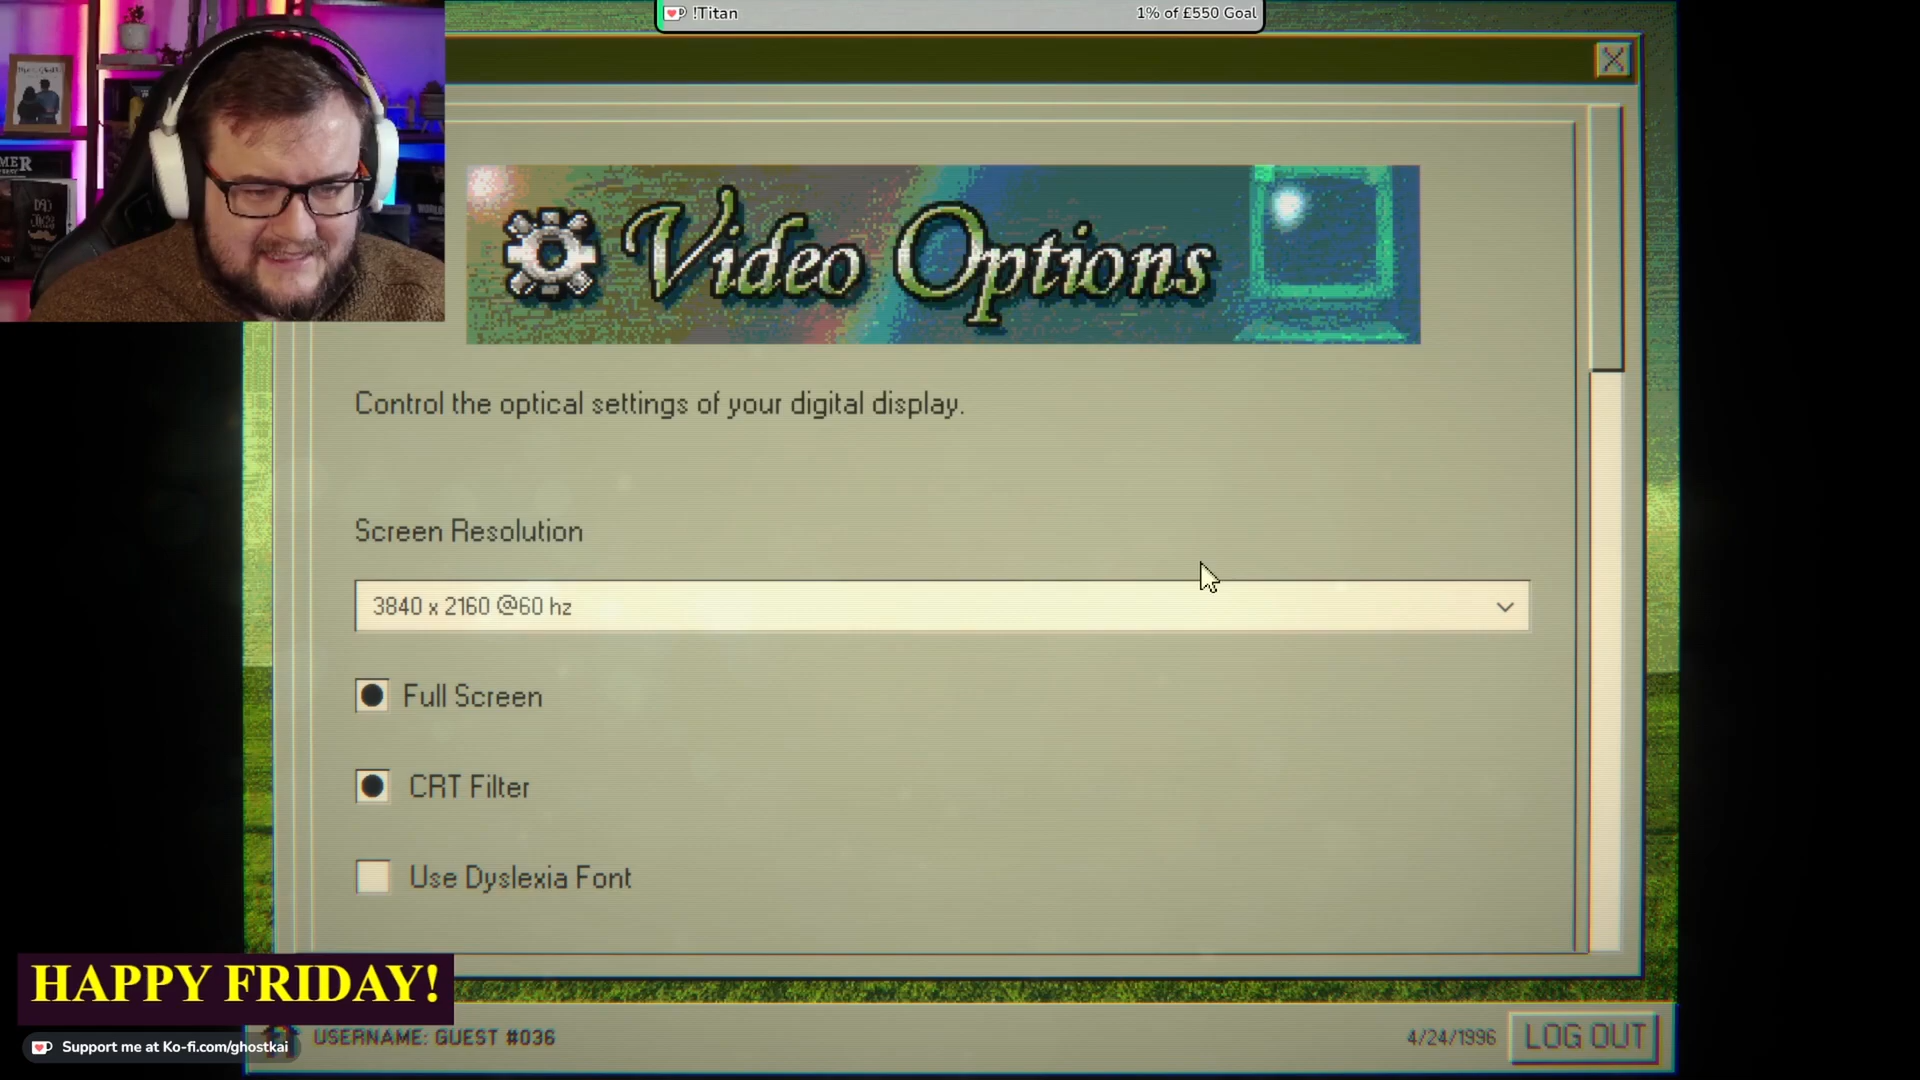 !Titan
1% of £550 Goal
Video Options
Control the optical settings of your digital display.
Screen Resolution
3840 x 2160 @60 hz
Full Screen
CRT Filter
Use Dyslexia Font
HAPPY FRIDAY!
Support me at Ko-fi.com/ghostkai
USERNAME: GUEST #036
4/24/1996
LOG OUT